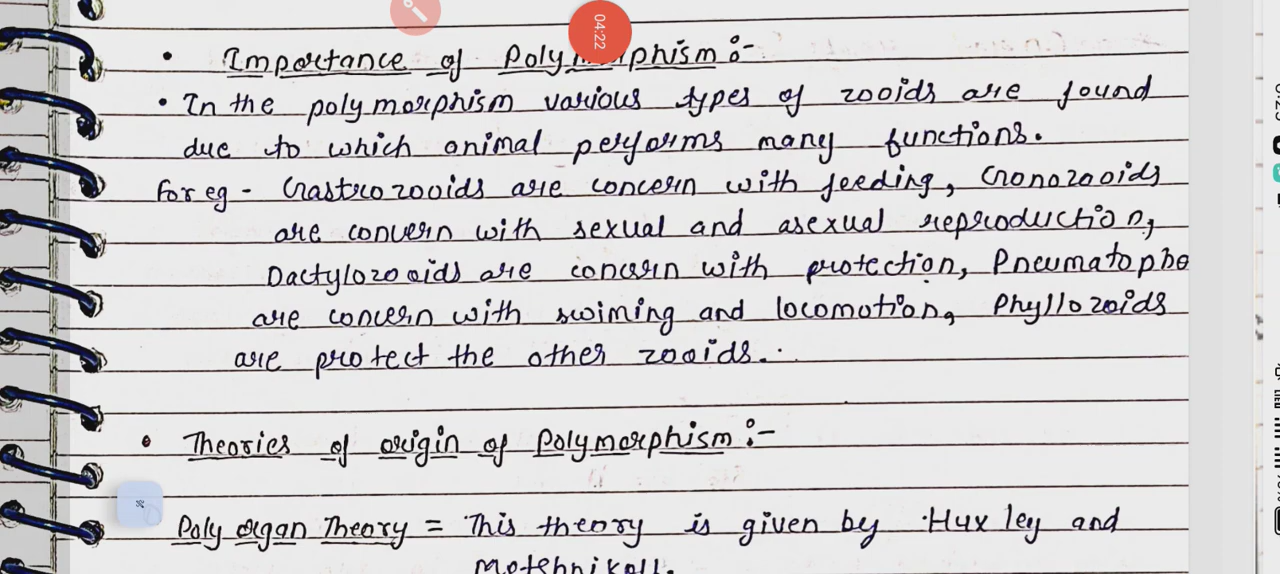 04:22
• Importance of Polymorphism :-
• In the polymorphism various types of zooids are found
due to which animal performs many functions.
For eg - Gastrozooids are concern with feeding, Gonozooids
are concern with sexual and asexual reproduction,
Dactylozooids are concern with protection, Pneumatopho
are concern with swiming and locomotion, Phyllozoids
are protect the other zooids.
• Theories of origin of Polymorphism :-
Poly organ Theory = This theory is given by Huxley and